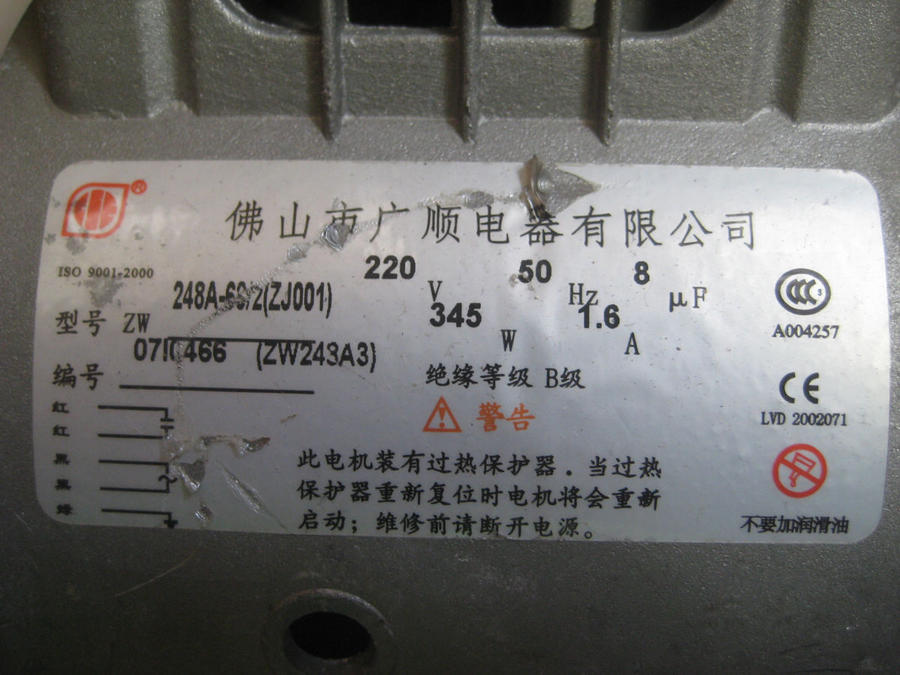 ®
佛山市广顺电器有限公司
ISO 9001-2000
220 V 50 Hz 8 μF
型号 ZW 248A-69/2(ZJ001)
345 W 1.6 A
A004257
编号 (ZW243A3)
绝缘等级 B级
CE
LVD 2002071
红
红
黑
黑
绿
警告
此电机装有过热保护器．当过热
保护器重新复位时电机将会重新
启动；维修前请断开电源。
不要加润滑油